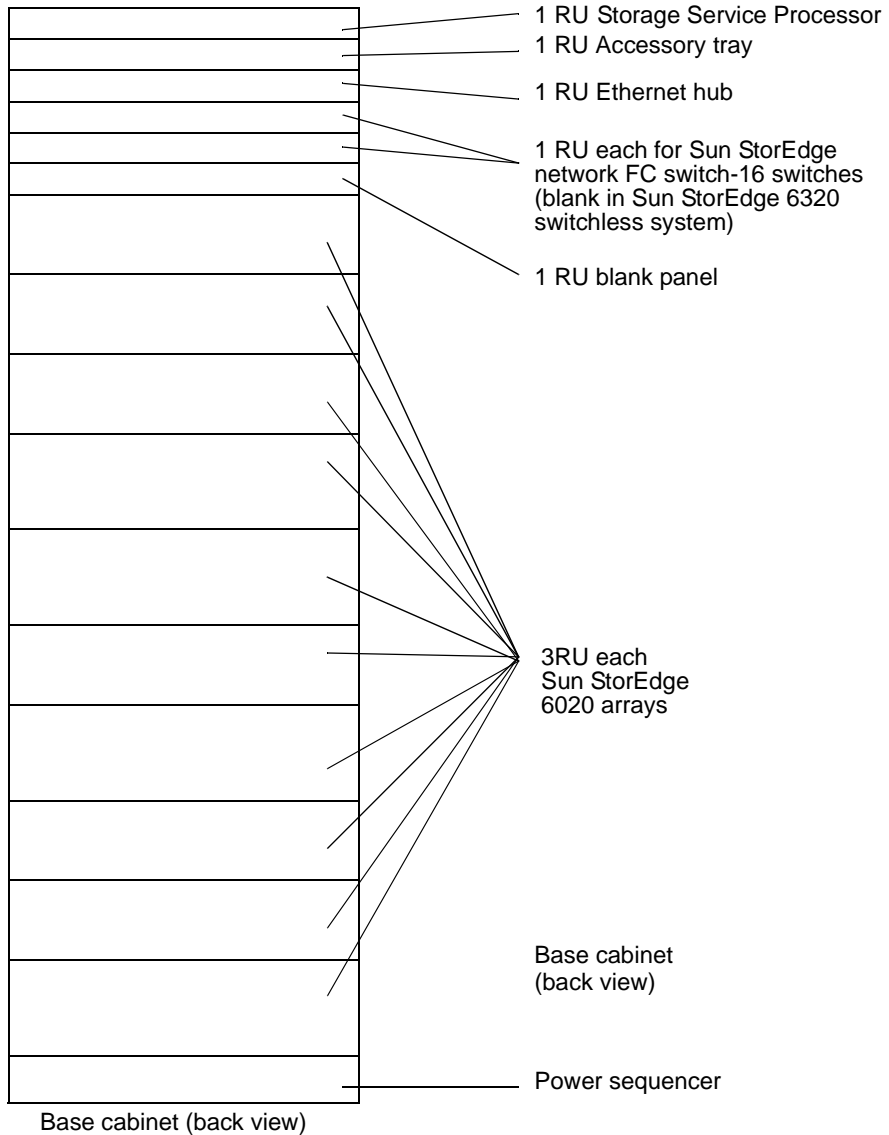 1 RU Storage Service Processor
1 RU Accessory tray
1 RU Ethernet hub
1 RU each for Sun StorEdge
network FC switch-16 switches
(blank in Sun StorEdge 6320
switchless system)
1 RU blank panel
3RU each
Sun StorEdge
6020 arrays
Base cabinet
(back view)
Power sequencer
Base cabinet (back view)